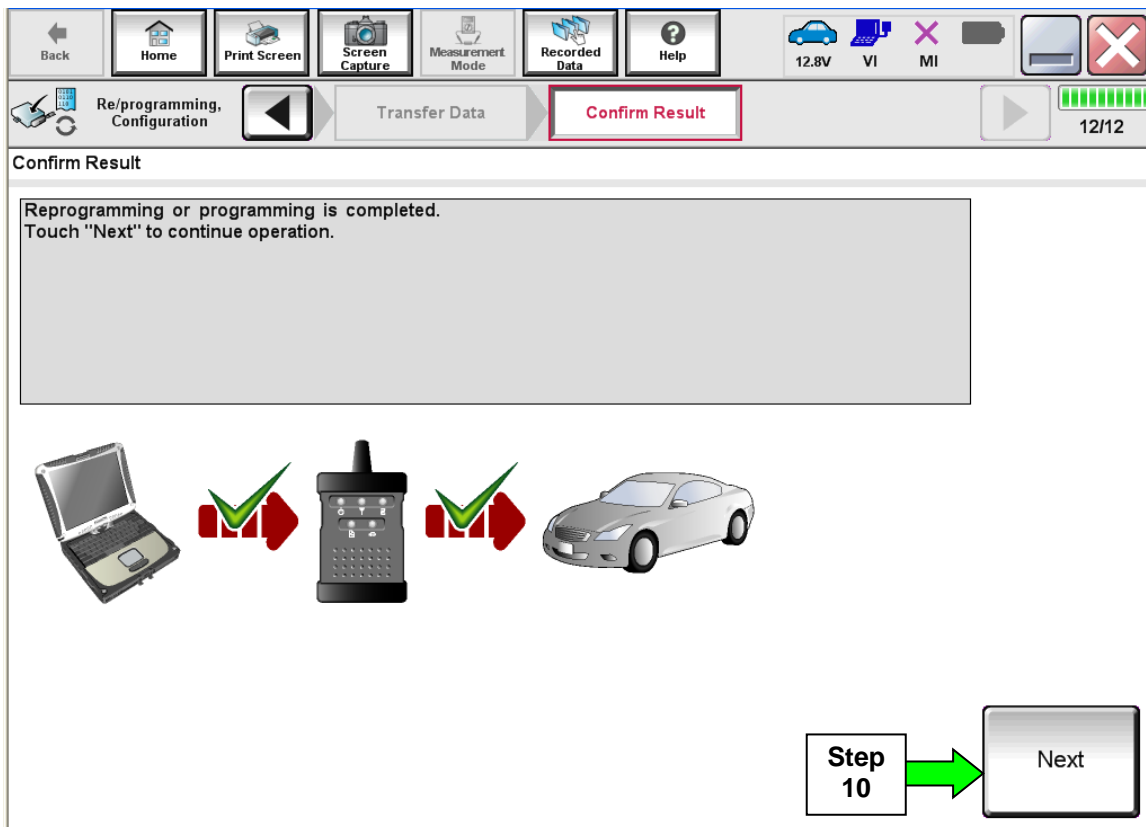 Back
Home
Print Screen
Screen
Capture
Measurement
Mode
Recorded
Data
Help
12.8V
VI
MI
Re/programming,
Configuration
Transfer Data
Confirm Result
12/12
Confirm Result
Reprogramming or programming is completed.
Touch "Next" to continue operation.
Step
10
Next